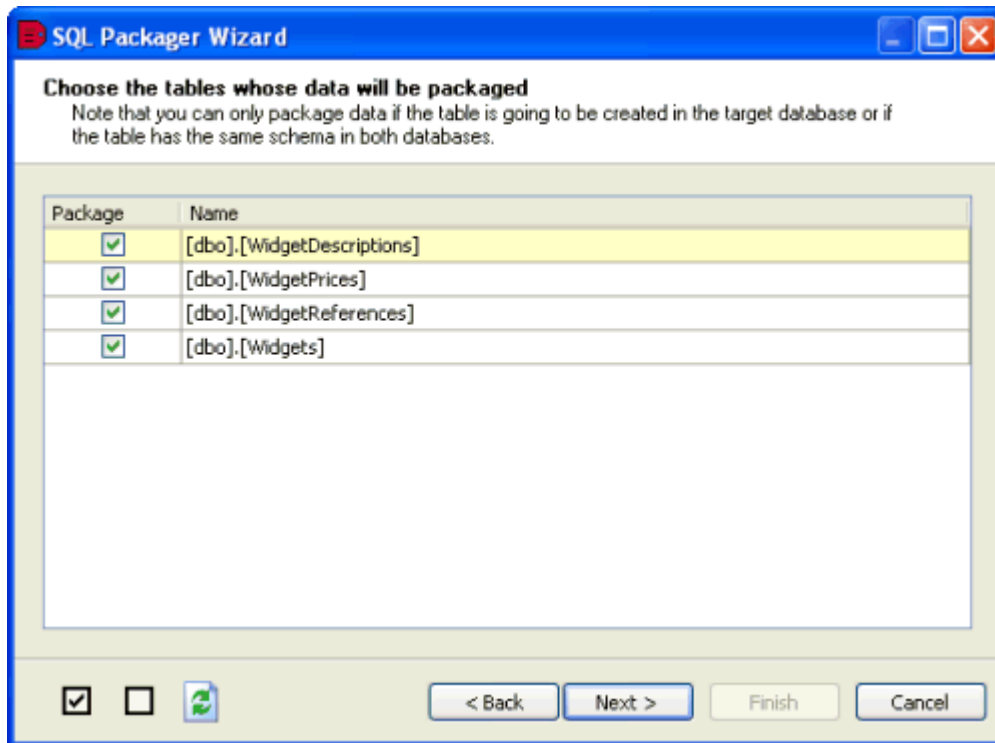 SQL Packager Wizard
Choose the tables whose data will be packaged
Note that you can only package data if the table is going to be created in the target database or if
the table has the same schema in both databases.
Package Name
[dbo].[WidgetDescriptions]
[dbo].[WidgetPrices]
[dbo].[WidgetReferences]
[dbo].[Widgets]
< Back Next > Finish Cancel